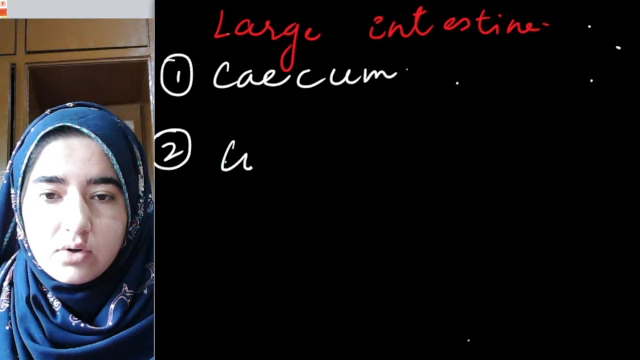 Large intestine
① Caecum
②